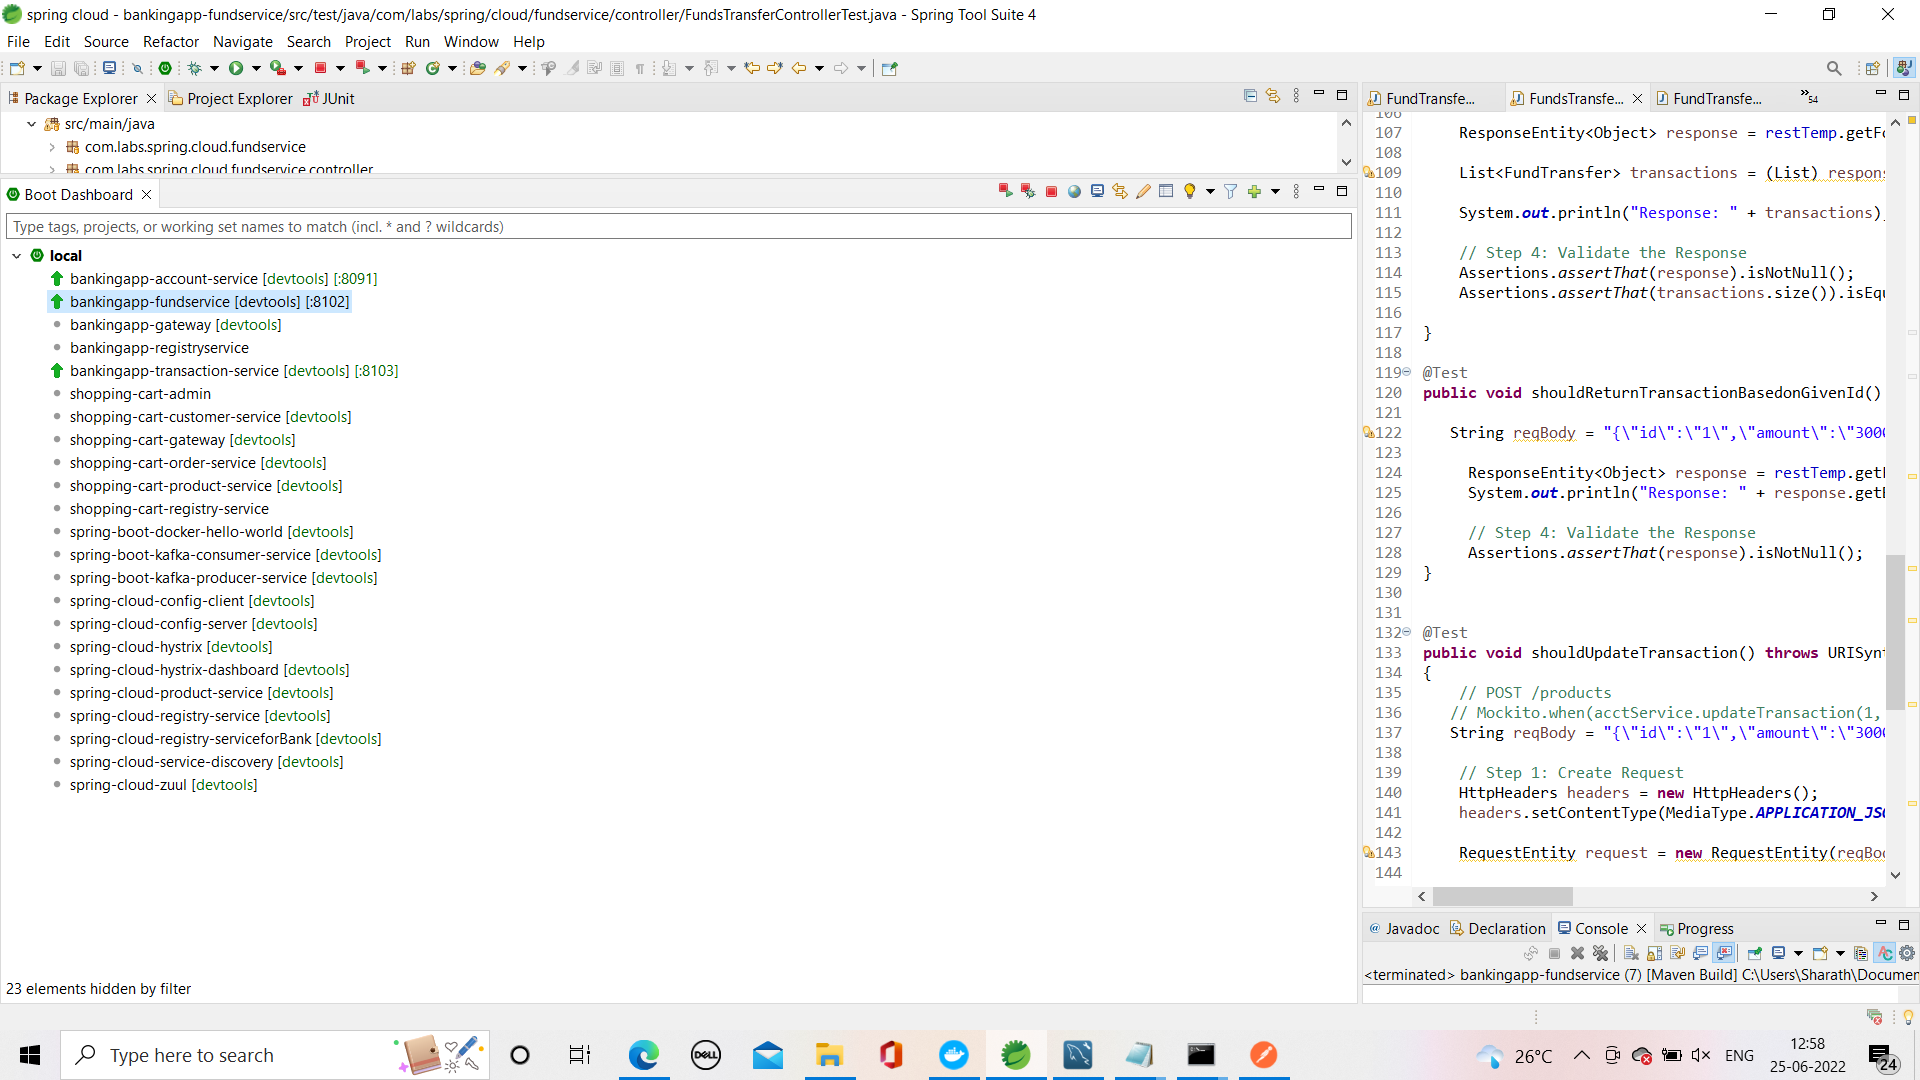 spring cloud - bankingapp-fundservice/src/test/java/com/labs/spring/cloud/fundservice/controller/FundsTransferControllerTest.java - Spring Tool Suite 4
File Edit Source Refactor Navigate Search Project Run Window Help
Package Explorer Project Explorer JUnit
src/main/java
com.labs.spring.cloud.fundservice
com.labs.spring.cloud.fundservice.controller
Boot Dashboard
Type tags, projects, or working set names to match (incl. * and ? wildcards)
local
bankingapp-account-service [devtools] [:8091]
bankingapp-fundservice [devtools] [:8102]
bankingapp-gateway [devtools]
bankingapp-registryservice
bankingapp-transaction-service [devtools] [:8103]
shopping-cart-admin
shopping-cart-customer-service [devtools]
shopping-cart-gateway [devtools]
shopping-cart-order-service [devtools]
shopping-cart-product-service [devtools]
shopping-cart-registry-service
spring-boot-docker-hello-world [devtools]
spring-boot-kafka-consumer-service [devtools]
spring-boot-kafka-producer-service [devtools]
spring-cloud-config-client [devtools]
spring-cloud-config-server [devtools]
spring-cloud-hystrix [devtools]
spring-cloud-hystrix-dashboard [devtools]
spring-cloud-product-service [devtools]
spring-cloud-registry-service [devtools]
spring-cloud-registry-serviceforBank [devtools]
spring-cloud-service-discovery [devtools]
spring-cloud-zuul [devtools]
23 elements hidden by filter
FundTransfe... FundsTransfe... FundTransfe... »54
106
107 ResponseEntity<Object> response = restTemp.getFo
108
109 List<FundTransfer> transactions = (List) respons
110
111 System.out.println("Response: " + transactions)
112
113 // Step 4: Validate the Response
114 Assertions.assertThat(response).isNotNull();
115 Assertions.assertThat(transactions.size()).isEqu
116
117 }
118
119 @Test
120 public void shouldReturnTransactionBasedonGivenId()
121
122 String reqBody = "{\"id\":\"1\",\"amount\":\"300
123
124 ResponseEntity<Object> response = restTemp.get
125 System.out.println("Response: " + response.get
126
127 // Step 4: Validate the Response
128 Assertions.assertThat(response).isNotNull();
129 }
130
131
132 @Test
133 public void shouldUpdateTransaction() throws URISynt
134 {
135 // POST /products
136 // Mockito.when(acctService.updateTransaction(1,
137 String reqBody = "{\"id\":\"1\",\"amount\":\"300
138
139 // Step 1: Create Request
140 HttpHeaders headers = new HttpHeaders();
141 headers.setContentType(MediaType.APPLICATION_JSO
142
143 RequestEntity request = new RequestEntity(reqBo
144
@ Javadoc Declaration Console Progress
<terminated> bankingapp-fundservice (7) [Maven Build] C:\Users\Sharath\Documen
Type here to search
DELL
26°C ENG
12:58
25-06-2022
24